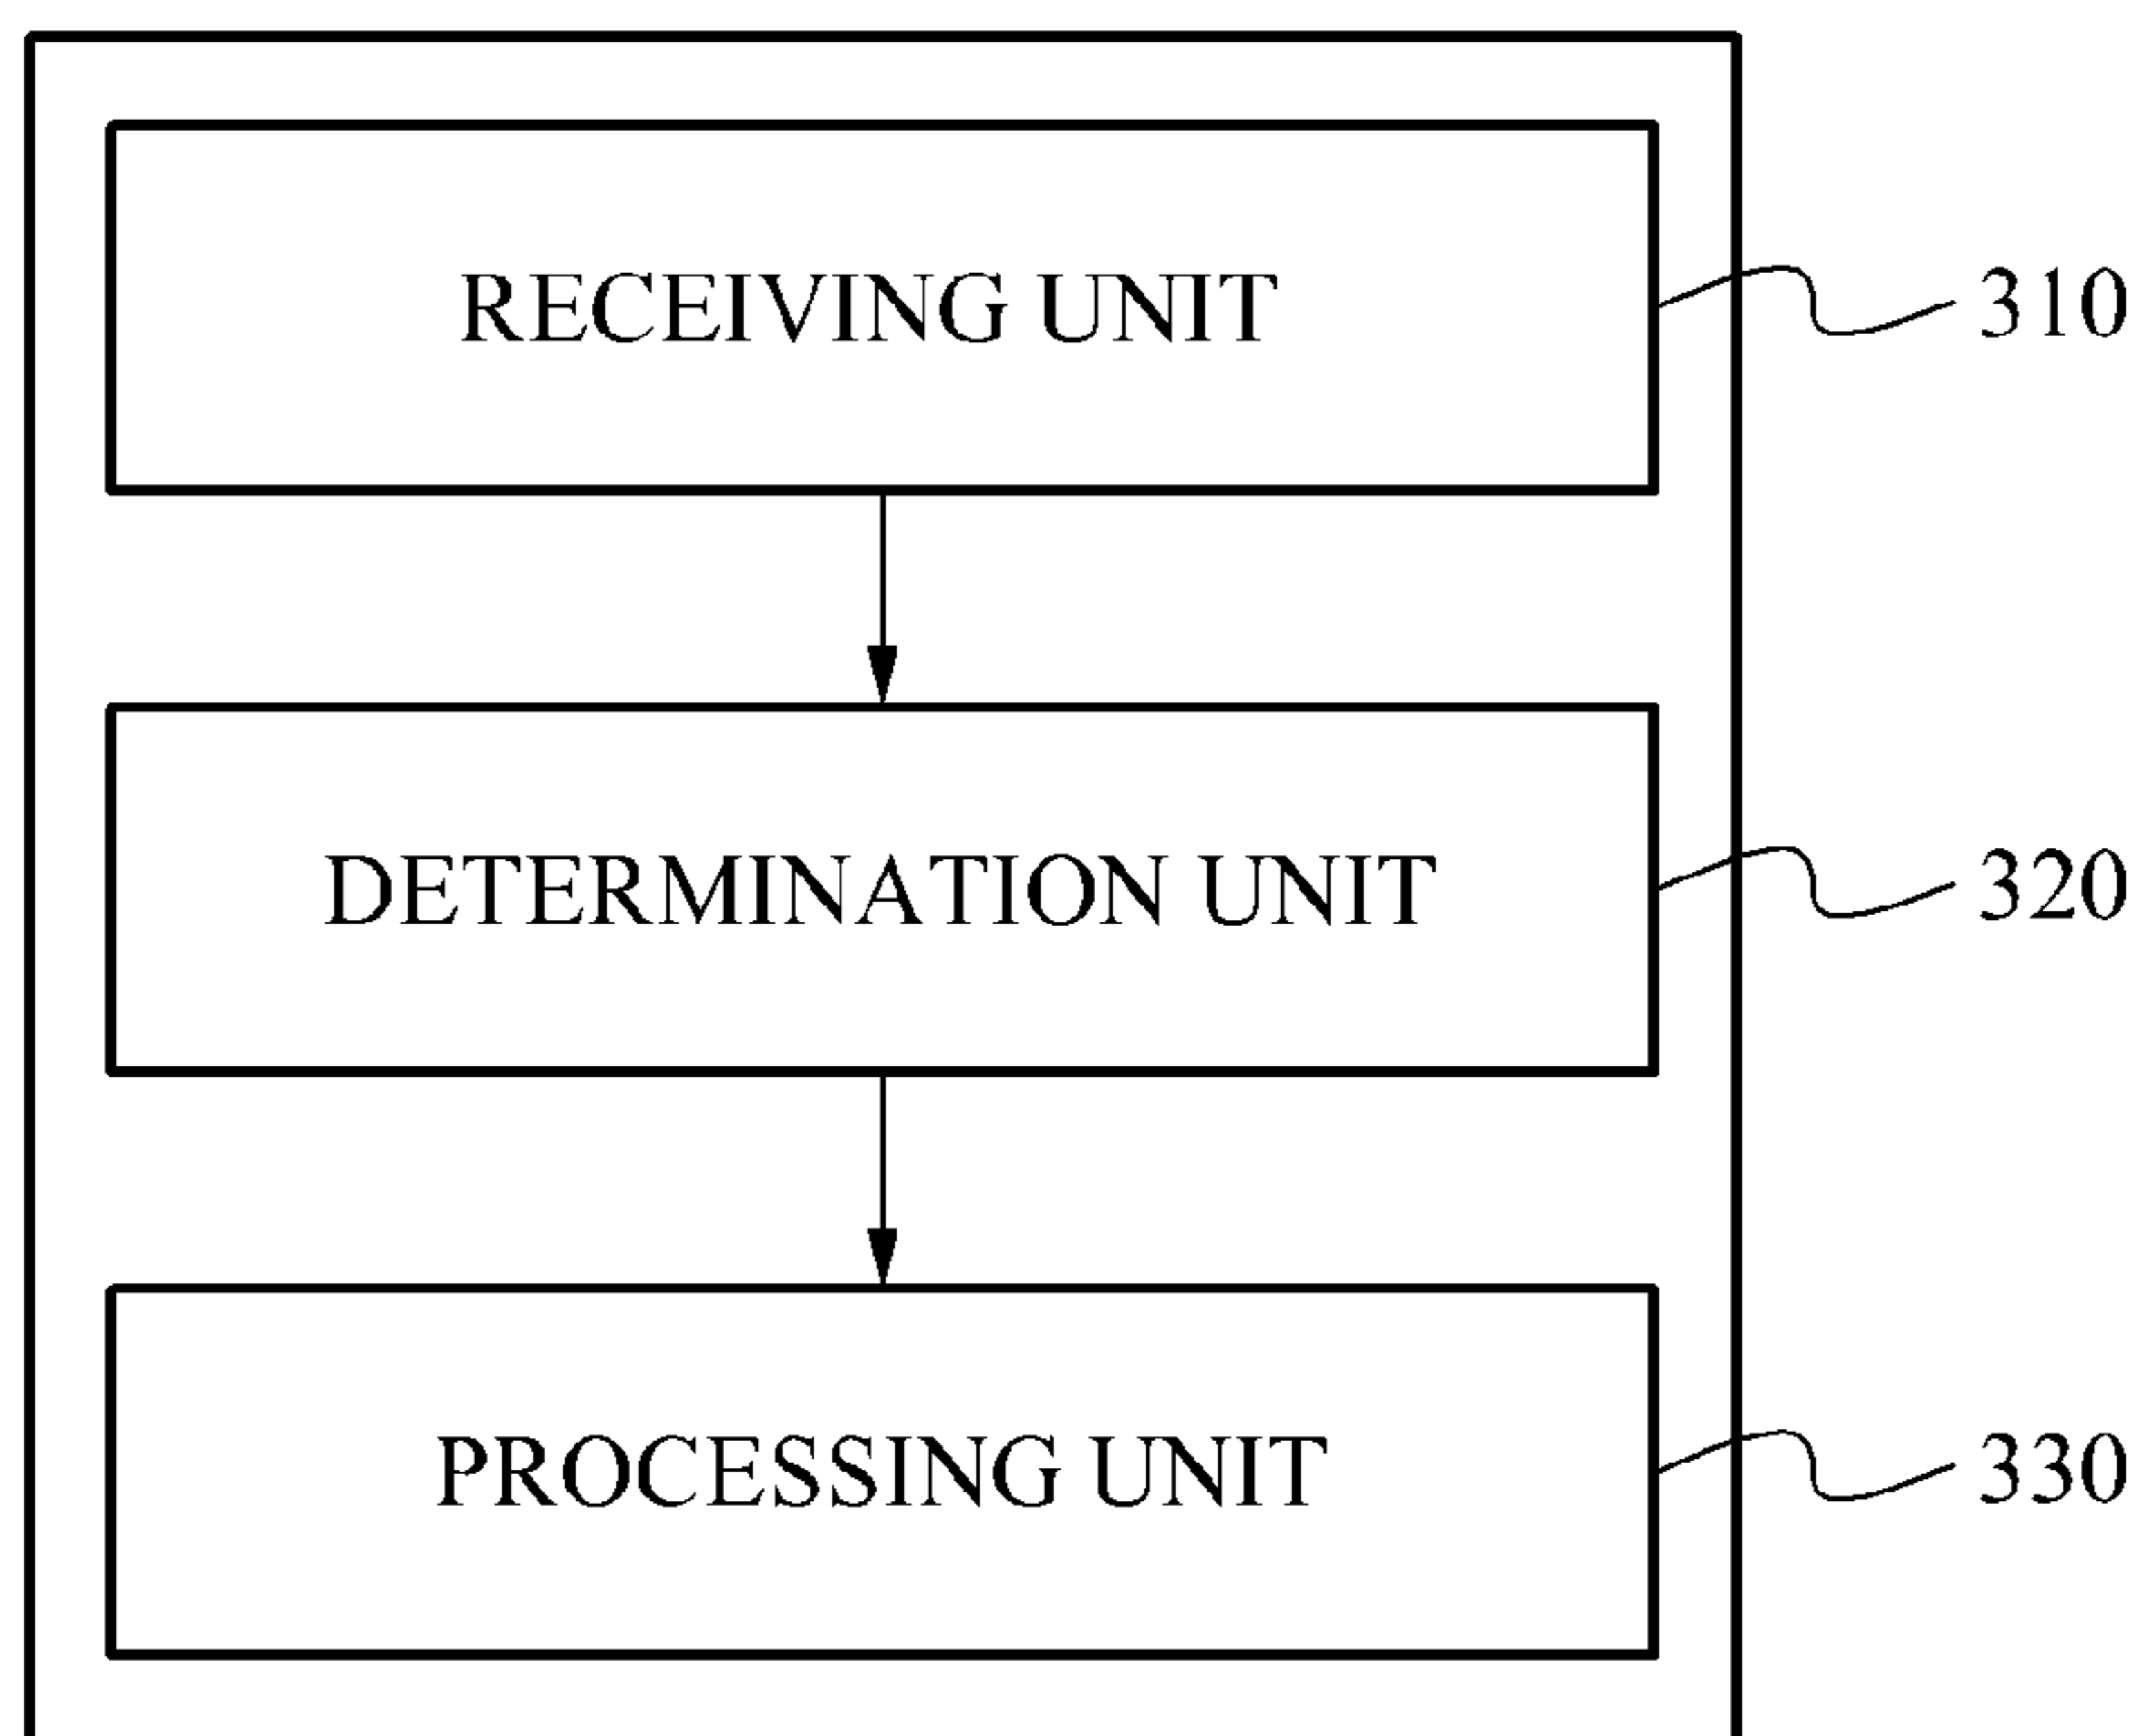 RECEIVING UNIT
310
DETERMINATION UNIT
320
PROCESSING UNIT
330